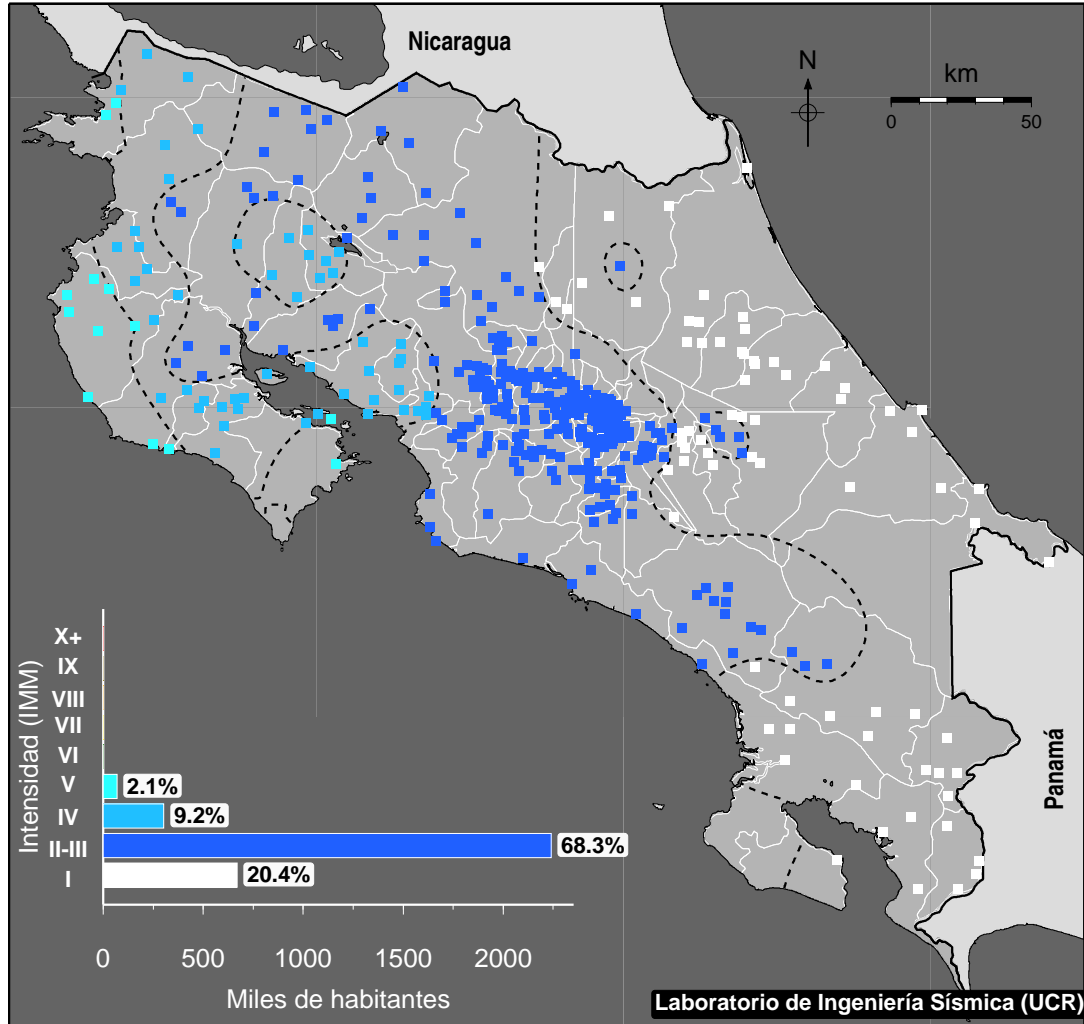 Nicaragua
N
km
0 50
Panamá
Intensidad (IMM)
X+
IX
VIII
VII
VI
V 2.1%
IV 9.2%
II-III 68.3%
I 20.4%
0 500 1000 1500 2000
Miles de habitantes
Laboratorio de Ingeniería Sísmica (UCR)